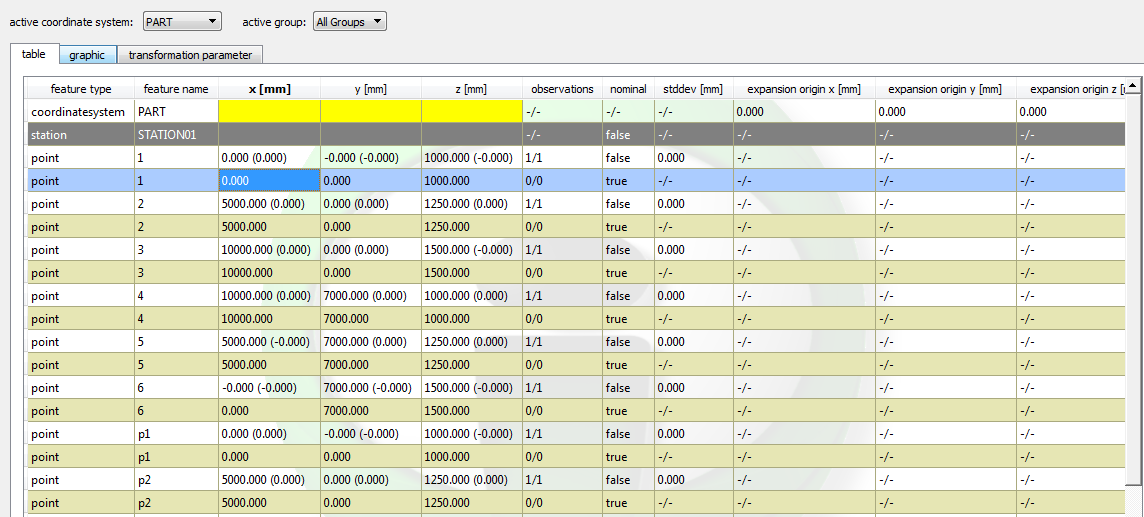 active coordinate system: PART active group: All Groups
table graphic transformation parameter
feature type feature name x [mm] y [mm] z [mm] observations nominal stddev [mm] expansion origin x [mm] expansion origin y [mm] expansion origin z [
coordinatesystem PART -/- -/- -/- 0.000 0.000 0.000
station STATION01 -/- false -/- -/- -/- -/-
point 1 0.000 (0.000) -0.000 (-0.000) 1000.000 (-0.000) 1/1 false 0.000 -/- -/- -/-
point 1 0.000 0.000 1000.000 0/0 true -/- -/- -/- -/-
point 2 5000.000 (0.000) 0.000 (0.000) 1250.000 (0.000) 1/1 false 0.000 -/- -/- -/-
point 2 5000.000 0.000 1250.000 0/0 true -/- -/- -/- -/-
point 3 10000.000 (0.000) 0.000 (0.000) 1500.000 (-0.000) 1/1 false 0.000 -/- -/- -/-
point 3 10000.000 0.000 1500.000 0/0 true -/- -/- -/- -/-
point 4 10000.000 (0.000) 7000.000 (0.000) 1000.000 (0.000) 1/1 false 0.000 -/- -/- -/-
point 4 10000.000 7000.000 1000.000 0/0 true -/- -/- -/- -/-
point 5 5000.000 (-0.000) 7000.000 (0.000) 1250.000 (0.000) 1/1 false 0.000 -/- -/- -/-
point 5 5000.000 7000.000 1250.000 0/0 true -/- -/- -/- -/-
point 6 -0.000 (-0.000) 7000.000 (-0.000) 1500.000 (-0.000) 1/1 false 0.000 -/- -/- -/-
point 6 0.000 7000.000 1500.000 0/0 true -/- -/- -/- -/-
point p1 0.000 (0.000) -0.000 (-0.000) 1000.000 (-0.000) 1/1 false 0.000 -/- -/- -/-
point p1 0.000 0.000 1000.000 0/0 true -/- -/- -/- -/-
point p2 5000.000 (0.000) 0.000 (0.000) 1250.000 (0.000) 1/1 false 0.000 -/- -/- -/-
point p2 5000.000 0.000 1250.000 0/0 true -/- -/- -/- -/-